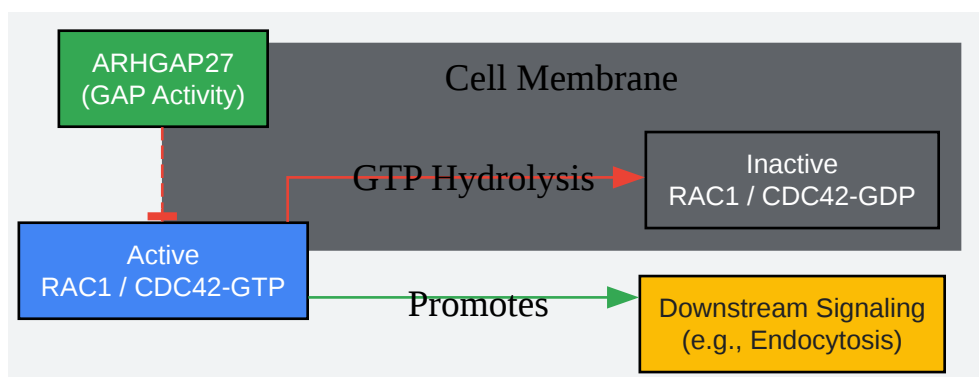 ARHGAP27
(GAP Activity)
Cell Membrane
GTP Hydrolysis
Inactive
RAC1 / CDC42-GDP
Active
RAC1 / CDC42-GTP
Promotes
Downstream Signaling
(e.g., Endocytosis)